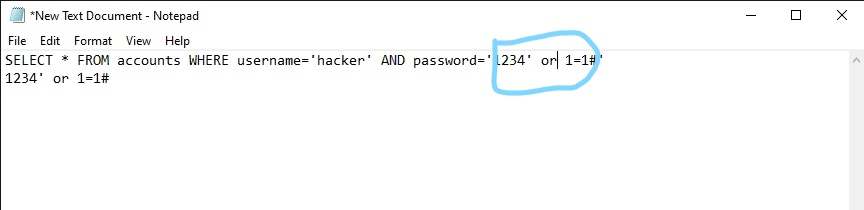 *New Text Document - Notepad
File Edit Format View Help
SELECT * FROM accounts WHERE username='hacker' AND password='1234' or 1=1#'
1234' or 1=1#